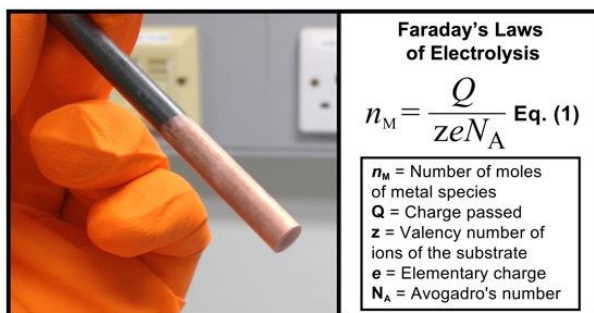 Faraday's Laws
of Electrolysis
n_M = Q / zeN_A Eq. (1)
n_M = Number of moles
of metal species
Q = Charge passed
z = Valency number of
ions of the substrate
e = Elementary charge
N_A = Avogadro's number